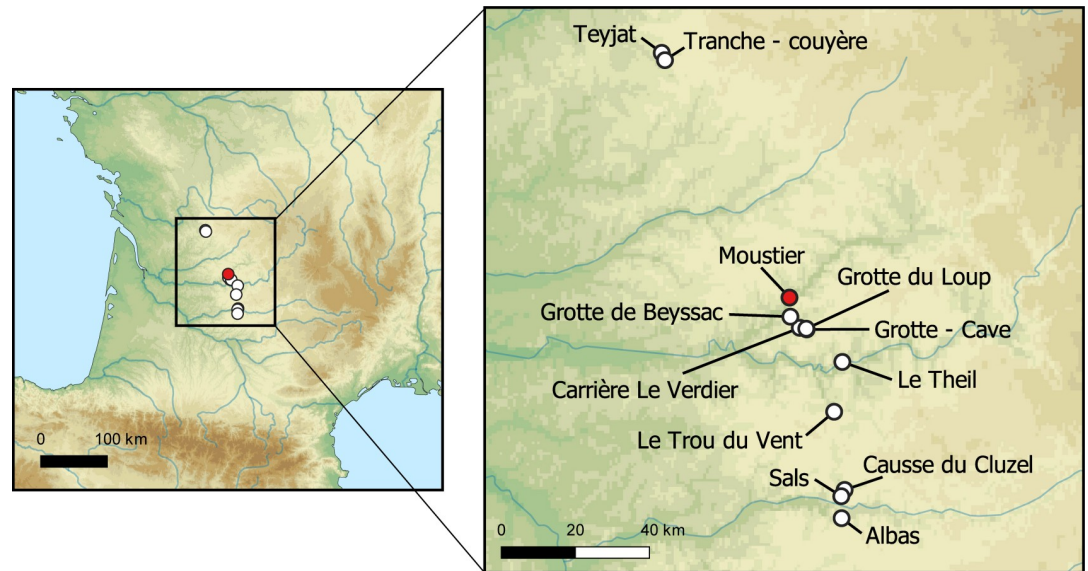 Teyjat
Tranche - couyère
Moustier
Grotte du Loup
Grotte de Beyssac
Grotte - Cave
Carrière Le Verdier
Le Theil
Le Trou du Vent
Causse du Cluzel
Sals
Albas
0 100 km
0 20 40 km